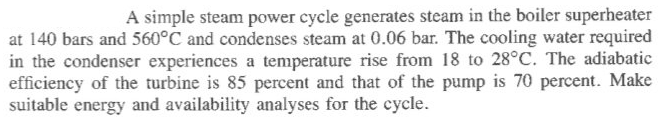 A simple steam power cycle generates steam in the boiler superheater
at 140 bars and 560°C and condenses steam at 0.06 bar. The cooling water required
in the condenser experiences a temperature rise from 18 to 28°C. The adiabatic
efficiency of the turbine is 85 percent and that of the pump is 70 percent. Make
suitable energy and availability analyses for the cycle.